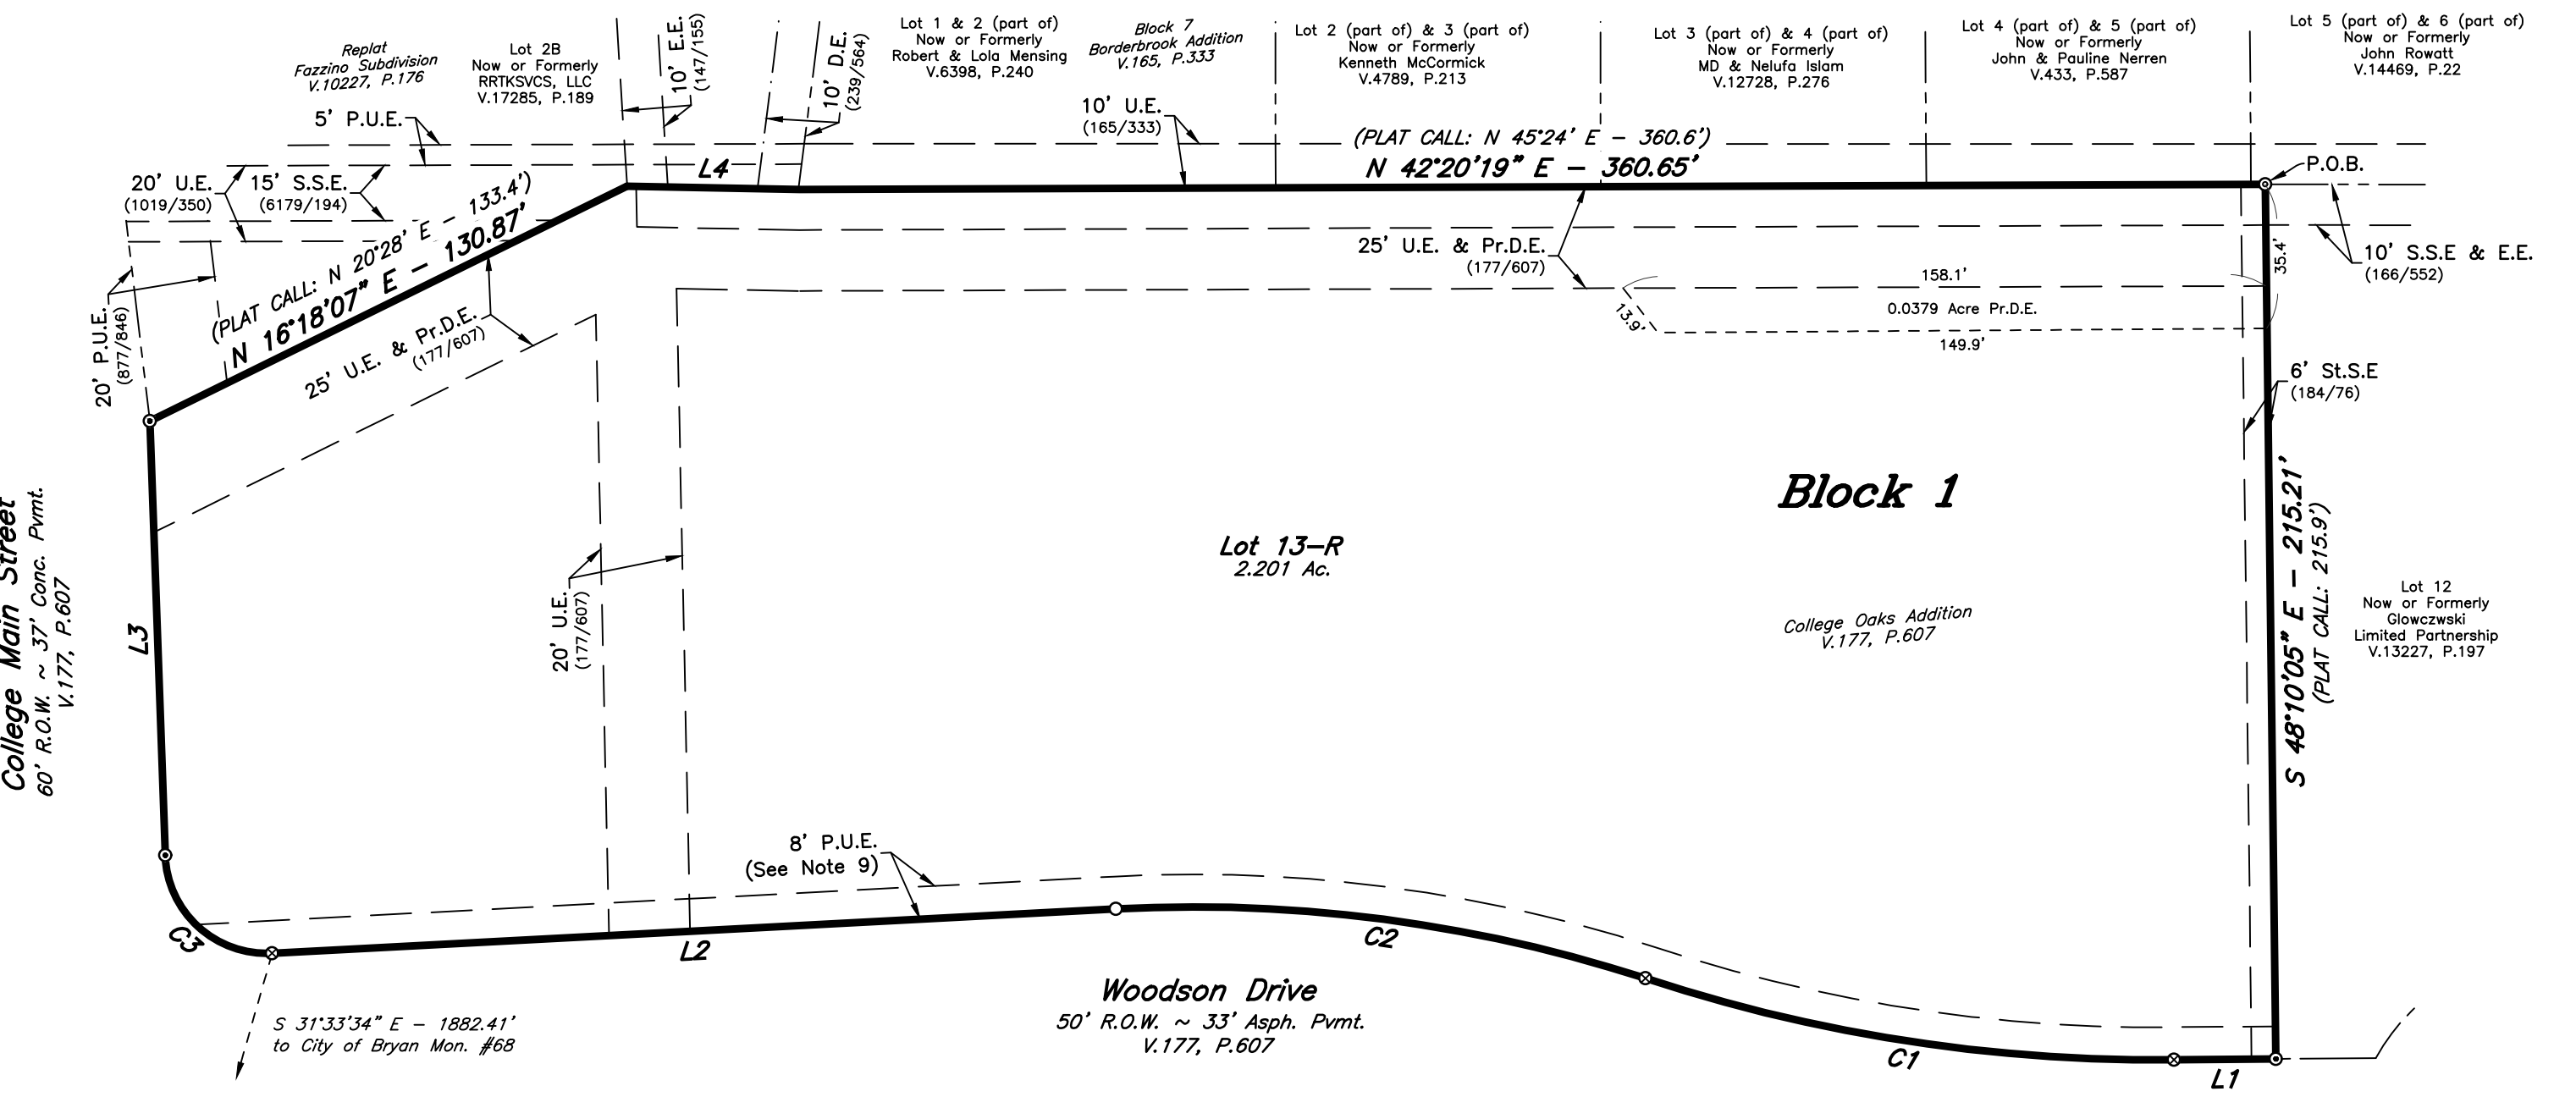 Replat
Fazzino Subdivision
V.10227, P.176
Lot 2B
Now or Formerly
RRTKSVCS, LLC
V.17285, P.189
10' E.E.
(147/155)
10' D.E.
(239/564)
Lot 1 & 2 (part of)
Now or Formerly
Robert & Lola Mensing
V.6398, P.240
Block 7
Borderbrook Addition
V.165, P.333
Lot 2 (part of) & 3 (part of)
Now or Formerly
Kenneth McCormick
V.4789, P.213
Lot 3 (part of) & 4 (part of)
Now or Formerly
MD & Nelufa Islam
V.12728, P.276
Lot 4 (part of) & 5 (part of)
Now or Formerly
John & Pauline Nerren
V.433, P.587
Lot 5 (part of) & 6 (part of)
Now or Formerly
John Rowatt
V.14469, P.22
5' P.U.E.
10' U.E.
(165/333)
(PLAT CALL: N 45°24' E - 360.6')
N 42°20'19" E - 360.65'
L4
P.O.B.
20' U.E.
(1019/350)
15' S.S.E.
(6179/194)
(PLAT CALL: N 20°28' E - 133.4')
N 16°18'07" E - 130.87'
25' U.E. & Pr.D.E.
(177/607)
20' P.U.E.
(877/846)
25' U.E. & Pr.D.E.
(177/607)
35.4'
10' S.S.E & E.E.
(166/552)
158.1'
0.0379 Acre Pr.D.E.
13.9'
149.9'
6' St.S.E
(184/76)
Block 1
College Main Street
60' R.O.W. ~ 37' Conc. Pvmt.
V.177, P.607
L3
20' U.E.
(177/607)
Lot 13-R
2.201 Ac.
College Oaks Addition
V.177, P.607
S 48°10'05" E - 215.21'
(PLAT CALL: 215.9')
Lot 12
Now or Formerly
Glowczwski
Limited Partnership
V.13227, P.197
8' P.U.E.
(See Note 9)
C3
L2
C2
Woodson Drive
50' R.O.W. ~ 33' Asph. Pvmt.
V.177, P.607
C1
L1
S 31°33'34" E - 1882.41'
to City of Bryan Mon. #68